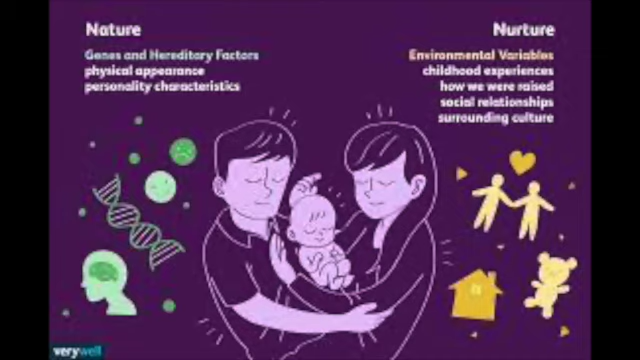 Nature
Genes and Hereditary Factors
physical appearance
personality characteristics
Nurture
Environmental Variables
childhood experiences
how we were raised
social relationships
surrounding culture
verywell